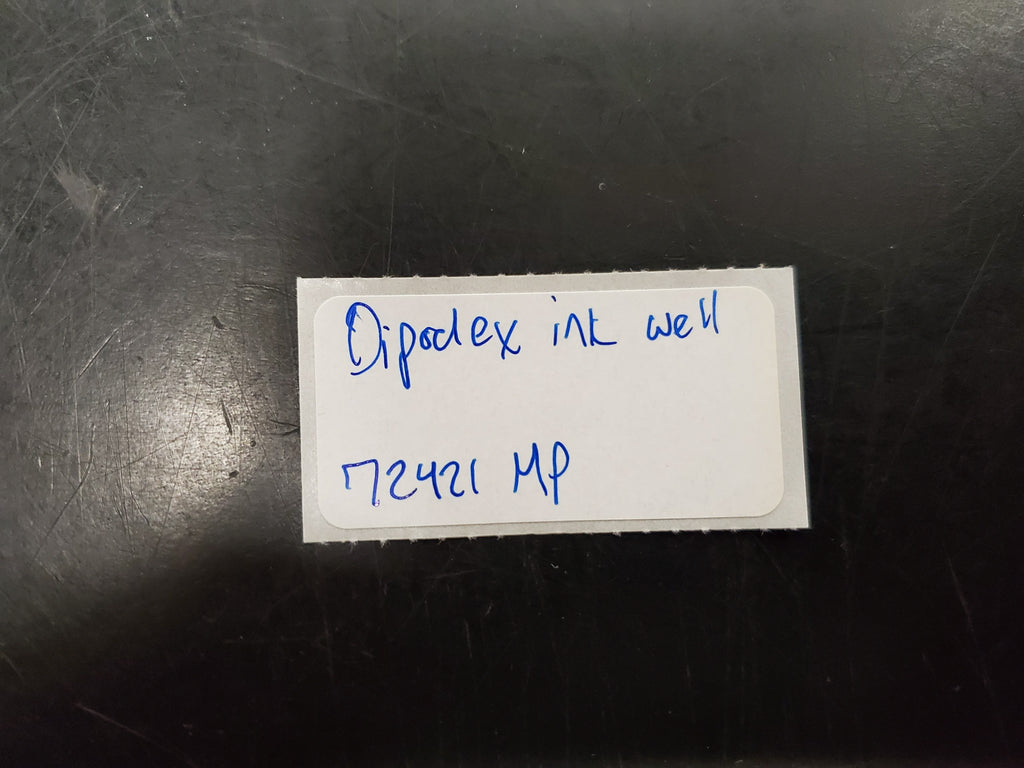 Dipodex ink well
72421 MP